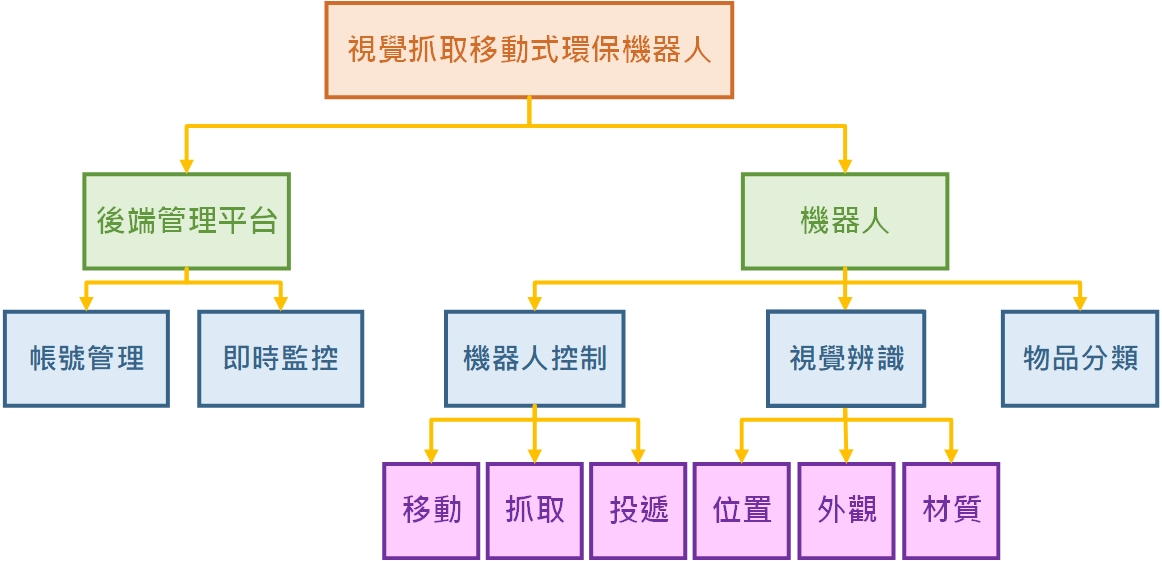 視覺抓取移動式環保機器人
後端管理平台
機器人
帳號管理
即時監控
機器人控制
視覺辨識
物品分類
移動
抓取
投遞
位置
外觀
材質